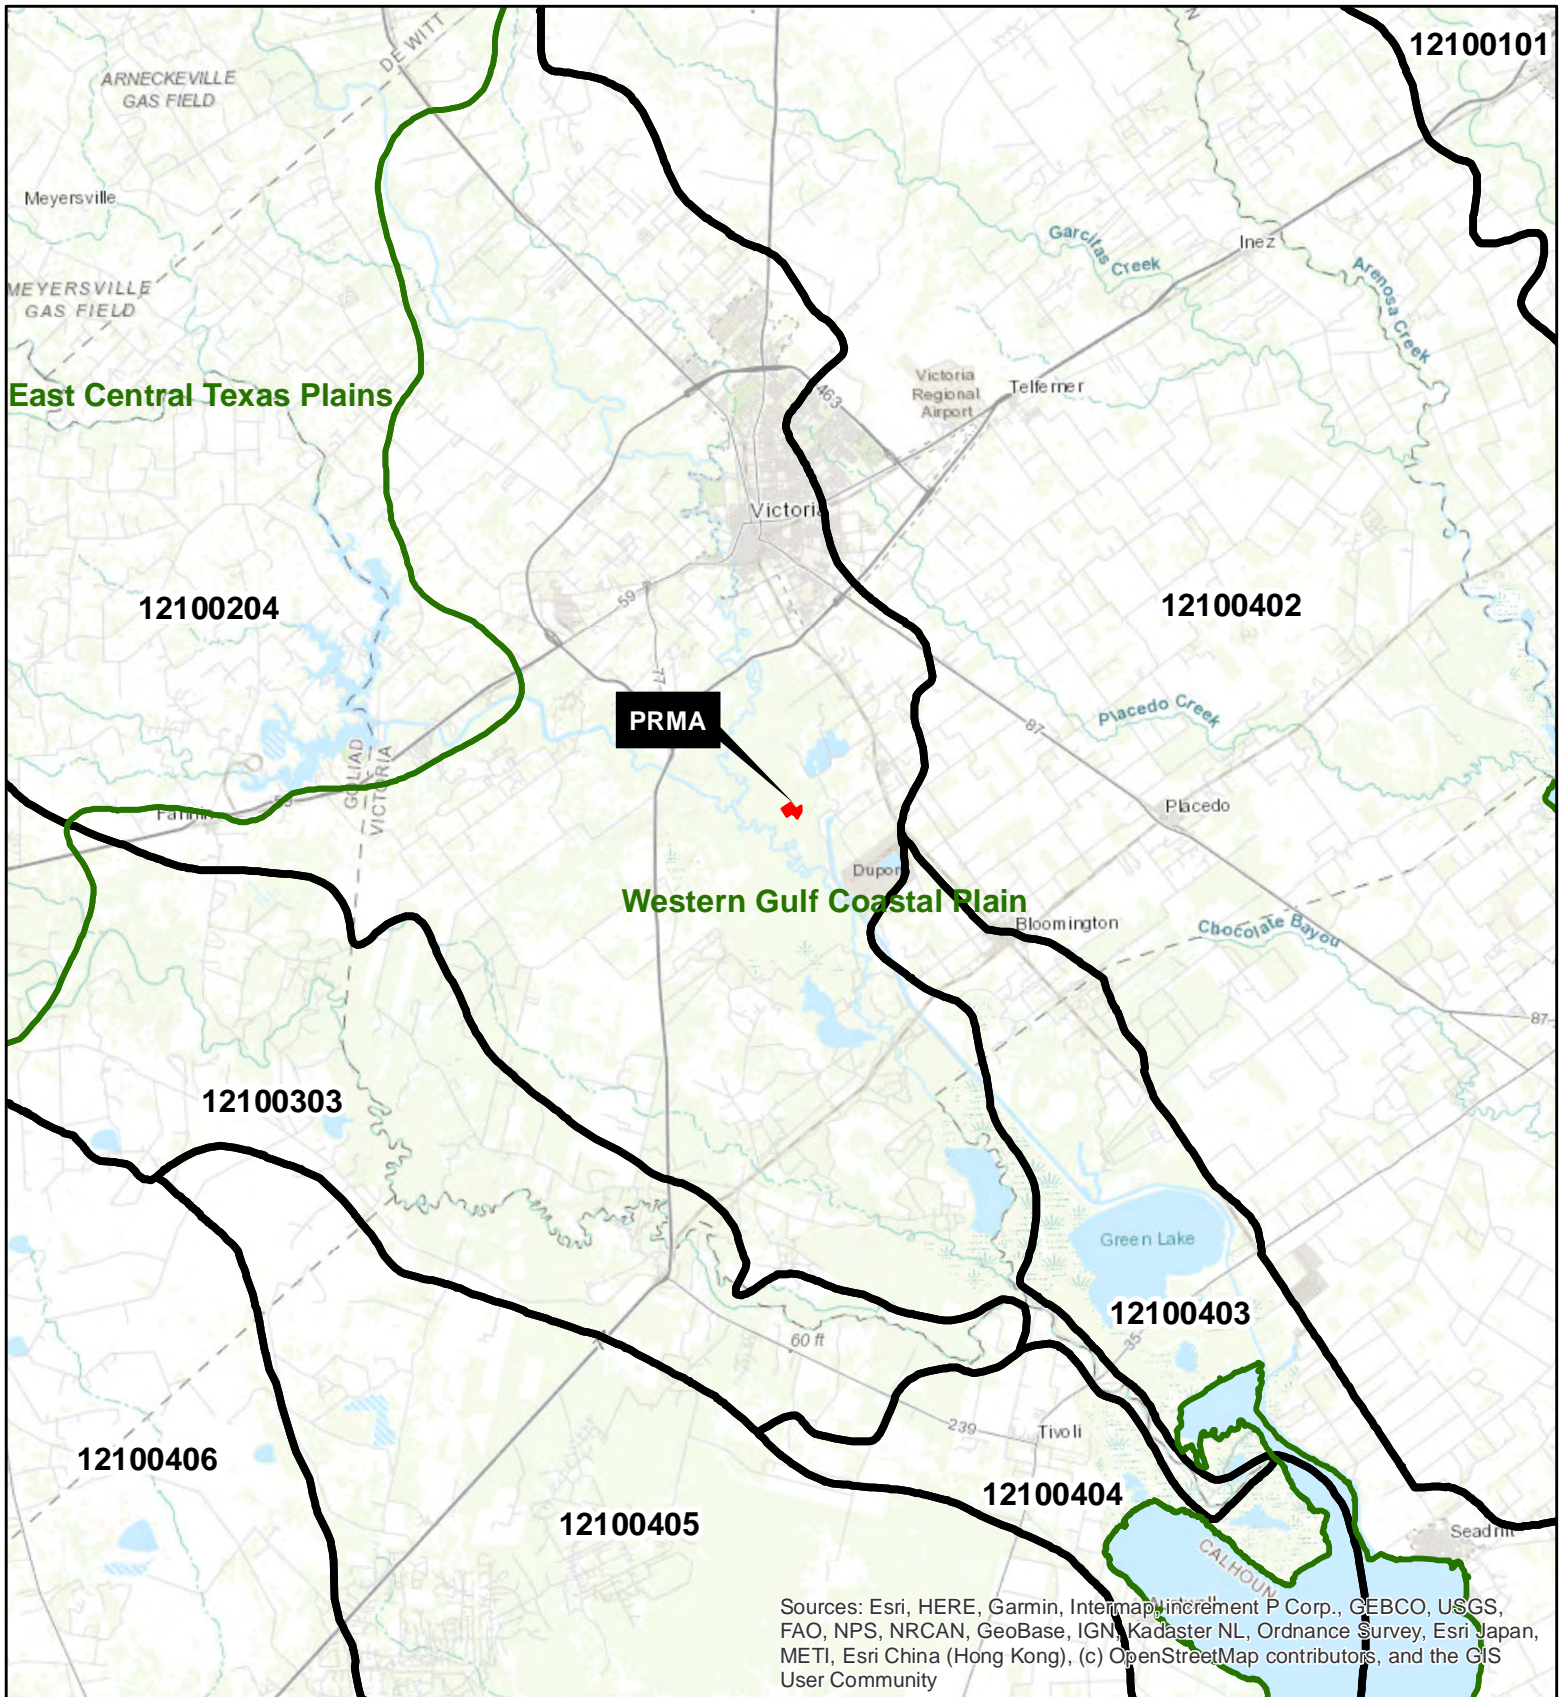 12100101
DE WITT
ARNECKEVILLE
GAS FIELD
Meyersville
Garcitas Creek
Inez
Arenosa Creek
MEYERSVILLE
GAS FIELD
East Central Texas Plains
463
Victoria
Regional
Airport
Telferner
Victoria
59
12100204
12100402
77
PRMA
87
Placedo Creek
GOLIAD
VICTORIA
Fannin
59
Placedo
Dupon
Western Gulf Coastal Plain
Bloomington
Chocolate Bayou
87
12100303
Green Lake
12100403
35
60 ft
239
Tivoli
12100406
12100404
12100405
Seadrift
CALHOUN
Sources: Esri, HERE, Garmin, Intermap, increment P Corp., GEBCO, USGS,
FAO, NPS, NRCAN, GeoBase, IGN, Kadaster NL, Ordnance Survey, Esri Japan,
METI, Esri China (Hong Kong), (c) OpenStreetMap contributors, and the GIS
User Community